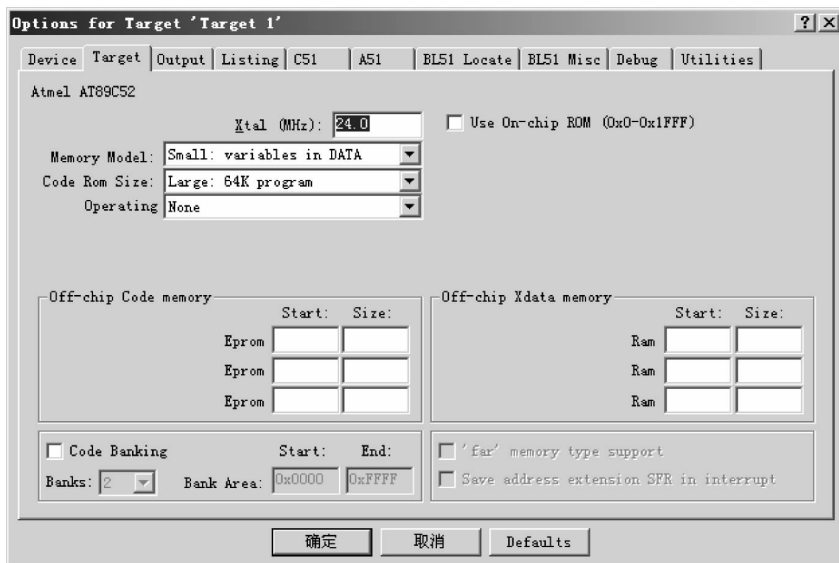 Options for Target 'Target 1'
Device Target Output Listing C51 A51 BL51 Locate BL51 Misc Debug Utilities
Atmel AT89C52
Xtal (MHz): 24.0 Use On-chip ROM (0x0-0x1FFF)
Memory Model: Small: variables in DATA
Code Rom Size: Large: 64K program
Operating None
Off-chip Code memory
Start: Size:
Eprom
Eprom
Eprom
Off-chip Xdata memory
Start: Size:
Ram
Ram
Ram
Code Banking Start: End:
Banks: 2 Bank Area: 0x0000 0xFFFF
'far' memory type support
Save address extension SFR in interrupt
确定 取消 Defaults